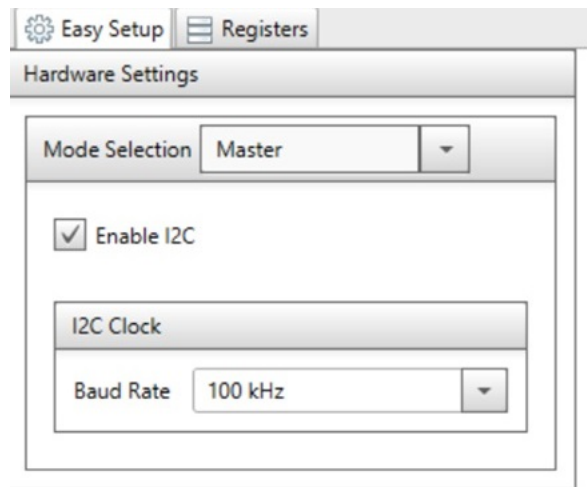 Easy Setup Registers
Hardware Settings
Mode Selection Master
Enable I2C
I2C Clock
Baud Rate 100 kHz